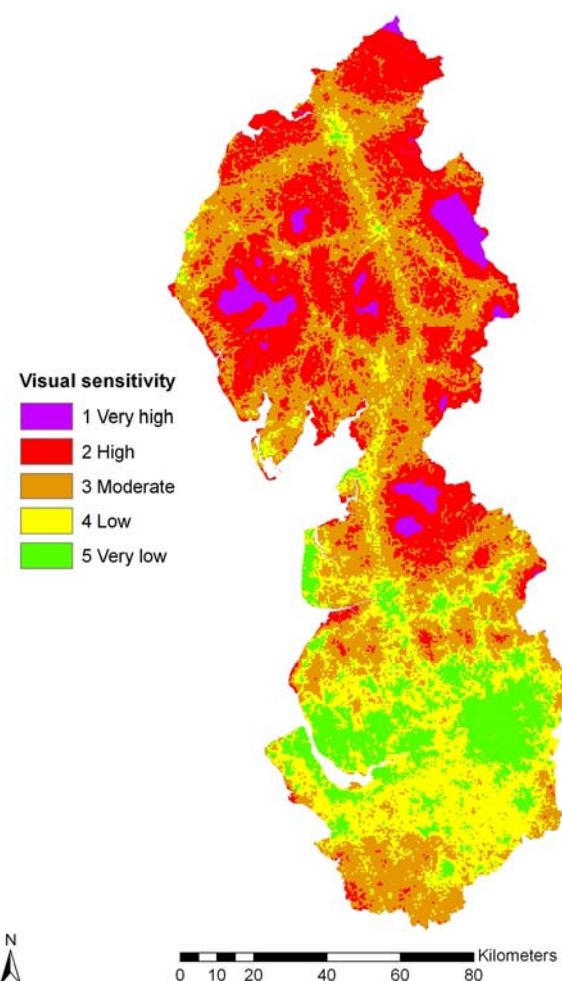 Visual sensitivity
1 Very high
2 High
3 Moderate
4 Low
5 Very low
N
Kilometers
0 10 20 40 60 80